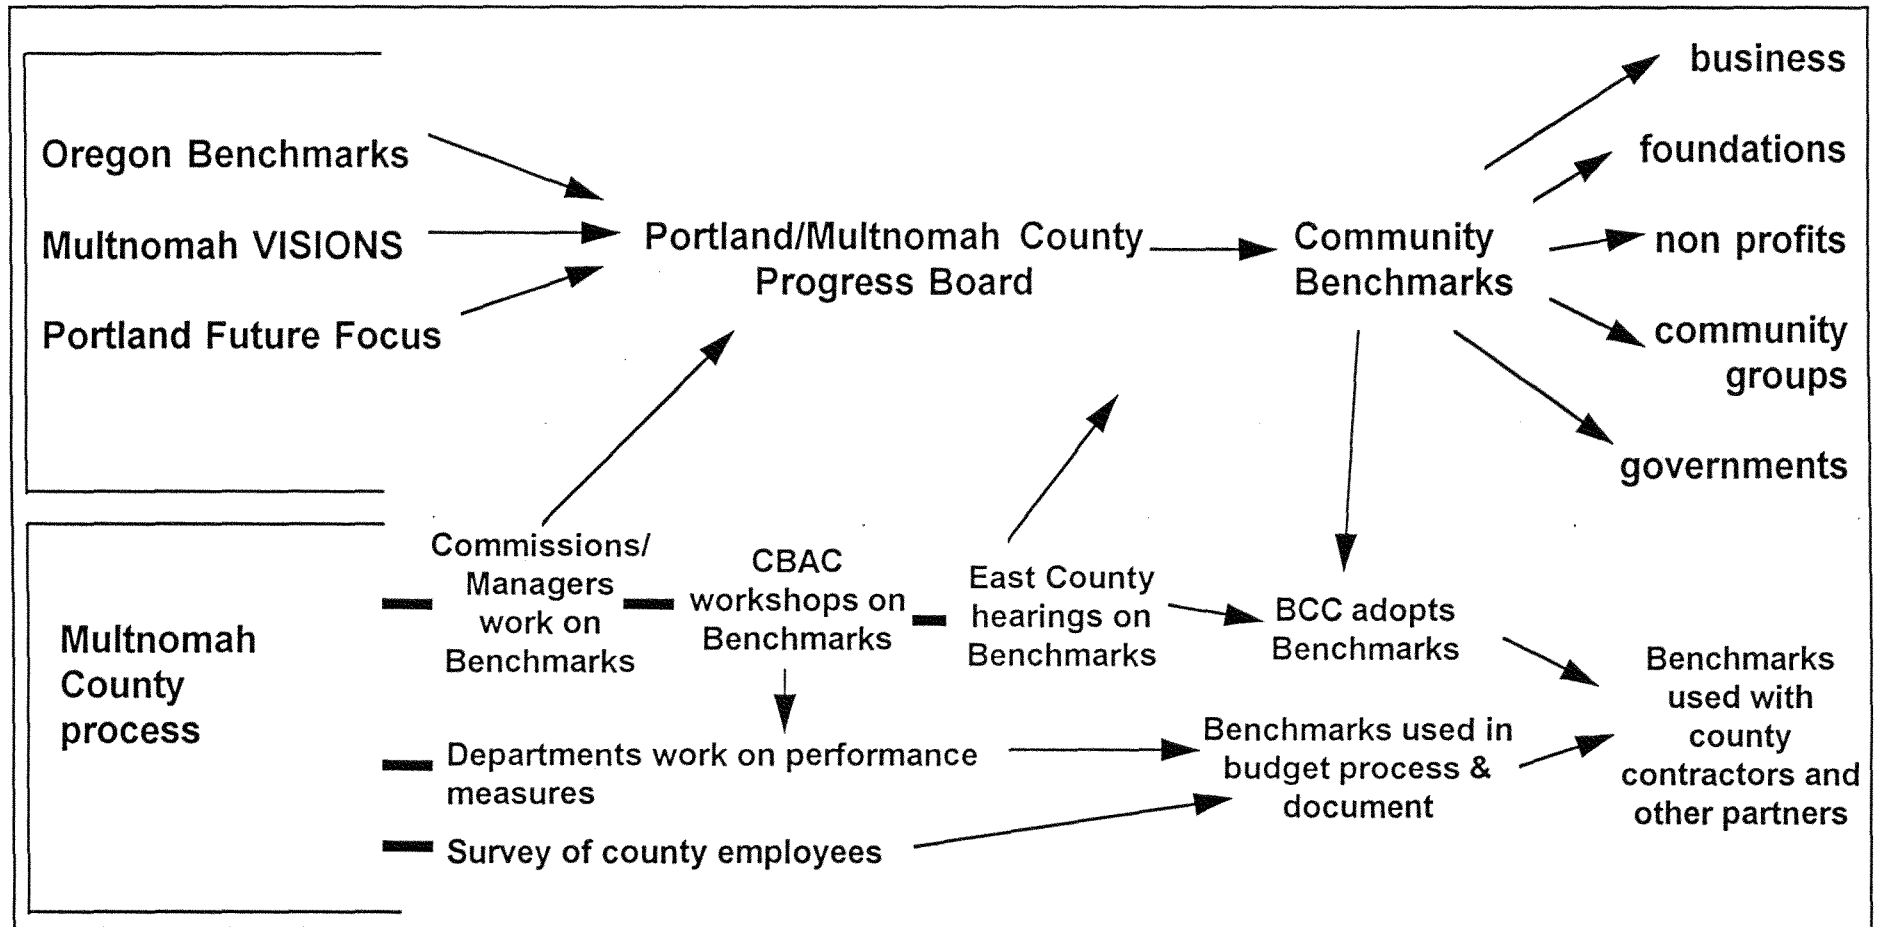 business
Oregon Benchmarks
foundations
Multnomah VISIONS
Portland/Multnomah County
Progress Board
Community
Benchmarks
non profits
Portland Future Focus
community
groups
governments
Multnomah
County
process
Commissions/
Managers
work on
Benchmarks
CBAC
workshops on
Benchmarks
East County
hearings on
Benchmarks
BCC adopts
Benchmarks
Departments work on performance
measures
Survey of county employees
Benchmarks used in
budget process &
document
Benchmarks
used with
county
contractors and
other partners